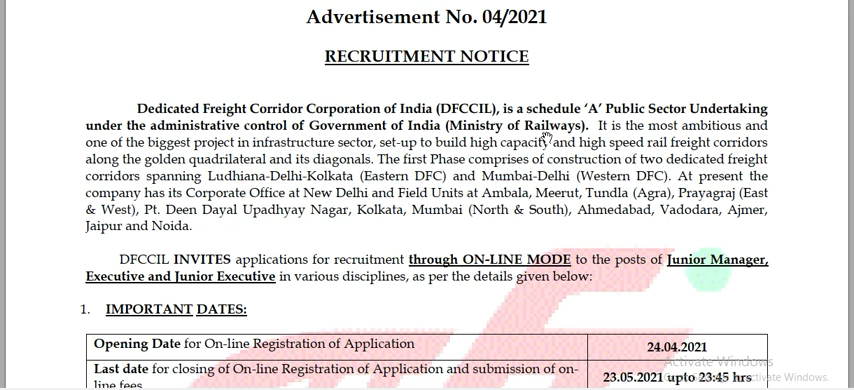 Advertisement No. 04/2021
RECRUITMENT NOTICE
Dedicated Freight Corridor Corporation of India (DFCCIL), is a schedule ‘A’ Public Sector Undertaking
under the administrative control of Government of India (Ministry of Railways). It is the most ambitious and
one of the biggest project in infrastructure sector, set-up to build high capacity and high speed rail freight corridors
along the golden quadrilateral and its diagonals. The first Phase comprises of construction of two dedicated freight
corridors spanning Ludhiana-Delhi-Kolkata (Eastern DFC) and Mumbai-Delhi (Western DFC). At present the
company has its Corporate Office at New Delhi and Field Units at Ambala, Meerut, Tundla (Agra), Prayagraj (East
& West), Pt. Deen Dayal Upadhyay Nagar, Kolkata, Mumbai (North & South), Ahmedabad, Vadodara, Ajmer,
Jaipur and Noida.
DFCCIL INVITES applications for recruitment through ON-LINE MODE to the posts of Junior Manager,
Executive and Junior Executive in various disciplines, as per the details given below:
1. IMPORTANT DATES:
Opening Date for On-line Registration of Application 24.04.2021
Last date for closing of On-line Registration of Application and submission of on-
line fees 23.05.2021 upto 23:45 hrs
Activate Windows